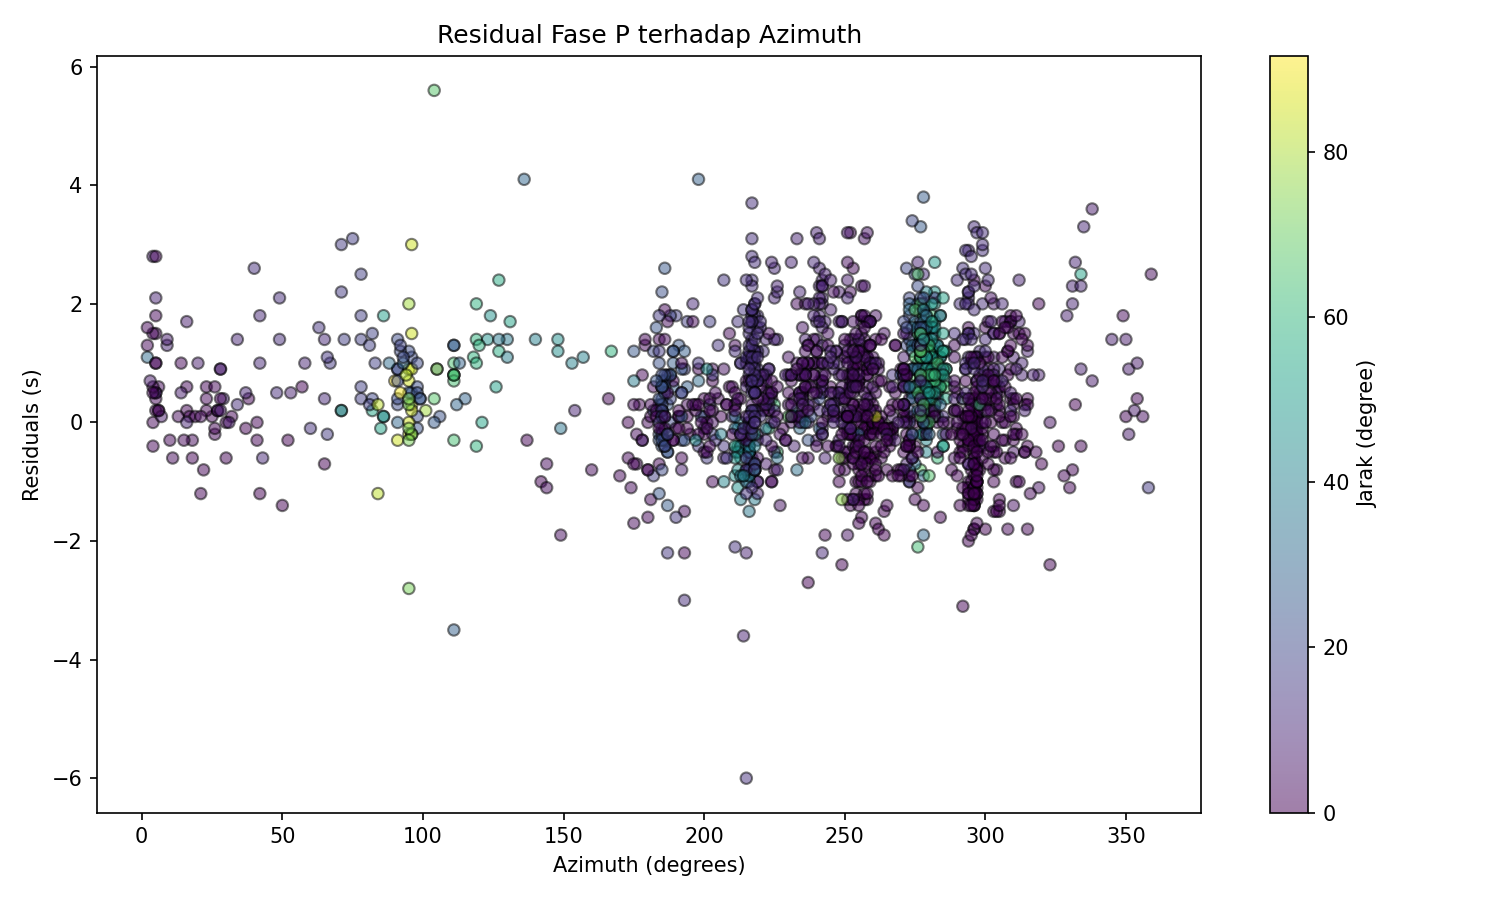 Residual Fase P terhadap Azimuth
6
4
2
0
−2
−4
−6
Residuals (s)
0 50 100 150 200 250 300 350
Azimuth (degrees)
80
60
40
20
0
Jarak (degree)